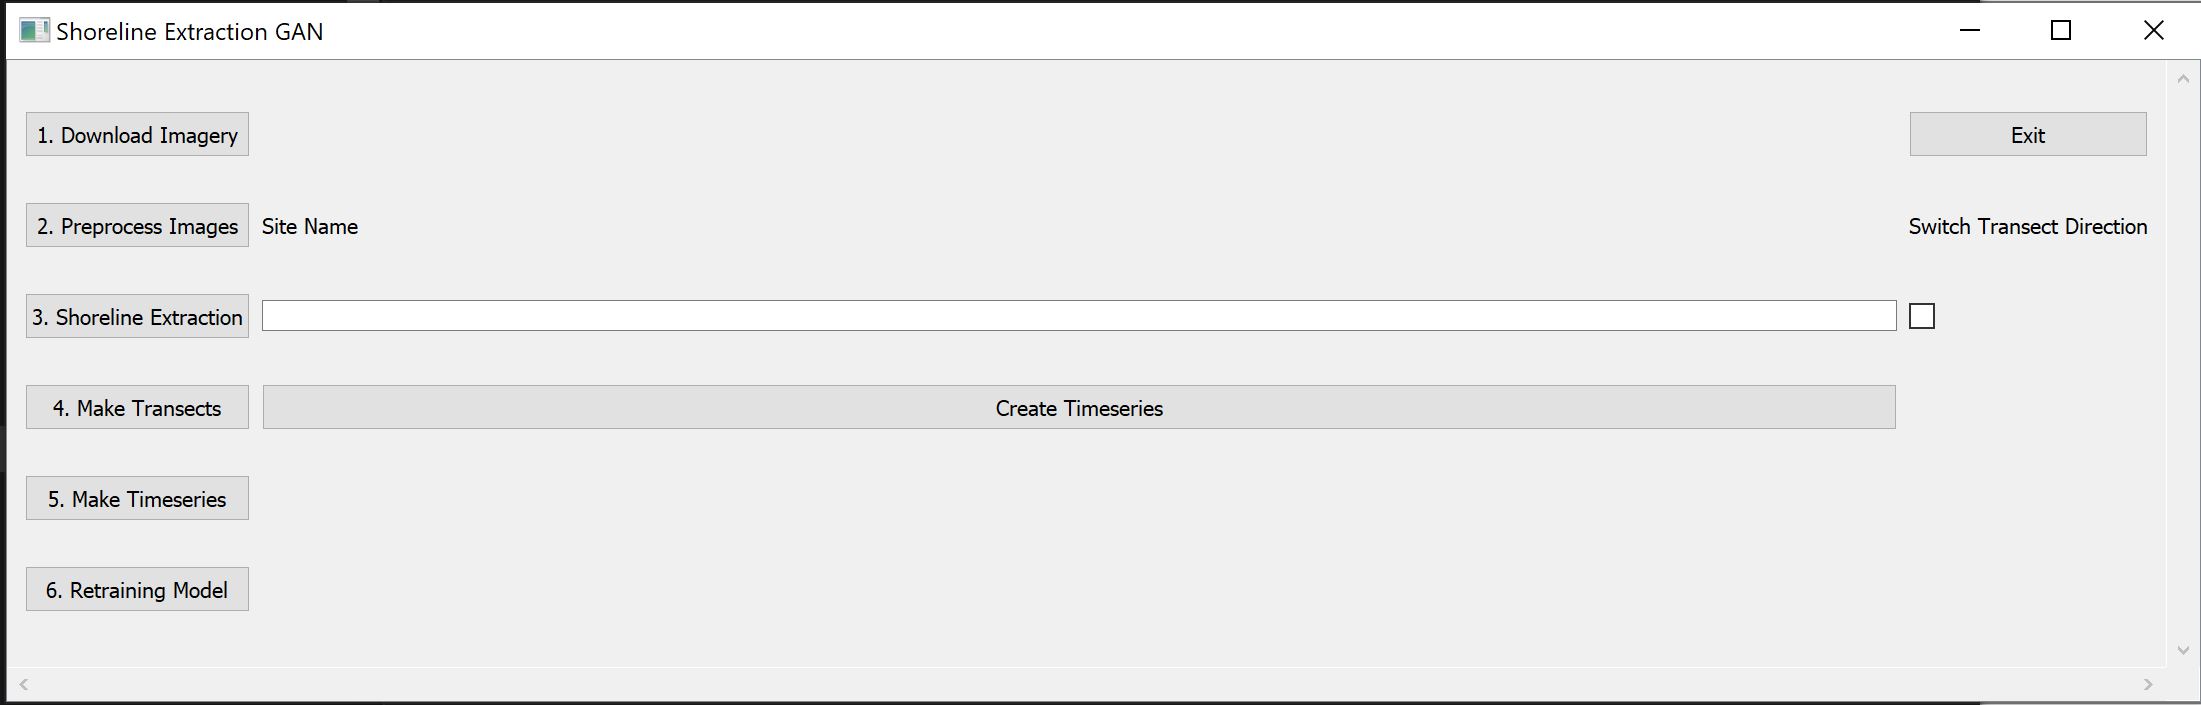 Shoreline Extraction GAN
1. Download Imagery
Exit
2. Preprocess Images
Site Name
Switch Transect Direction
3. Shoreline Extraction
4. Make Transects
Create Timeseries
5. Make Timeseries
6. Retraining Model